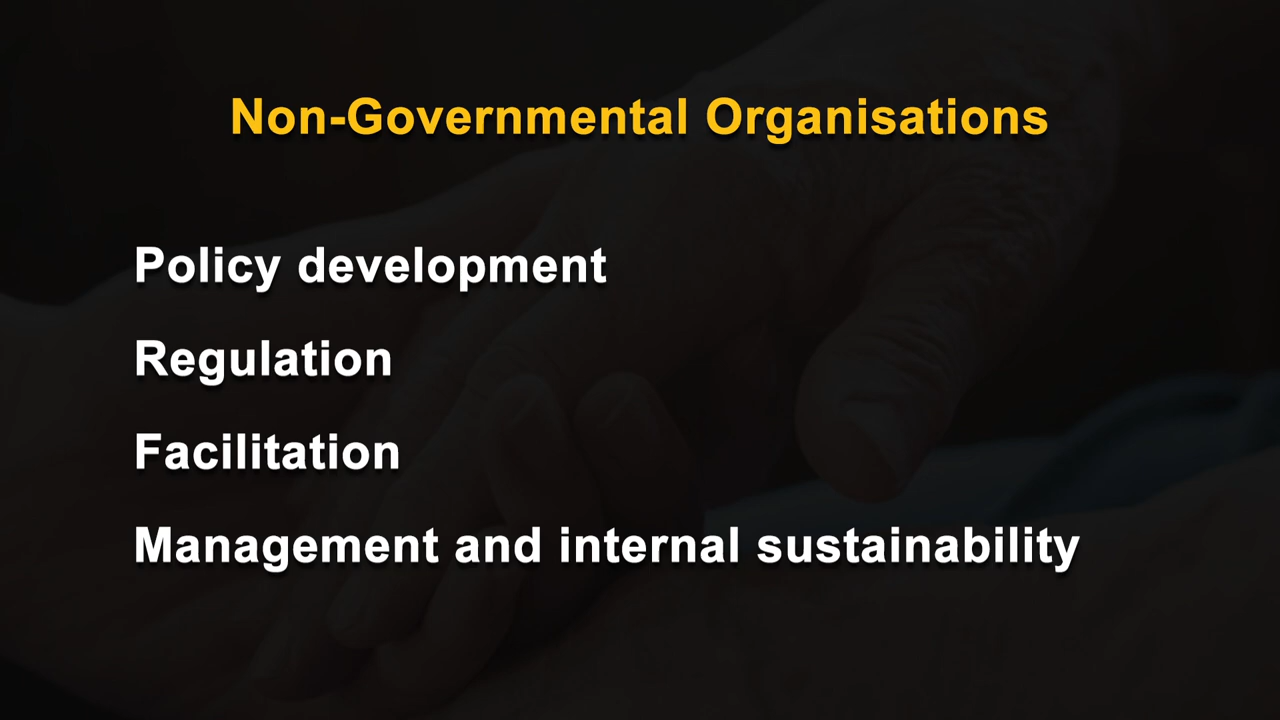 Non-Governmental Organisations
Policy development
Regulation
Facilitation
Management and internal sustainability